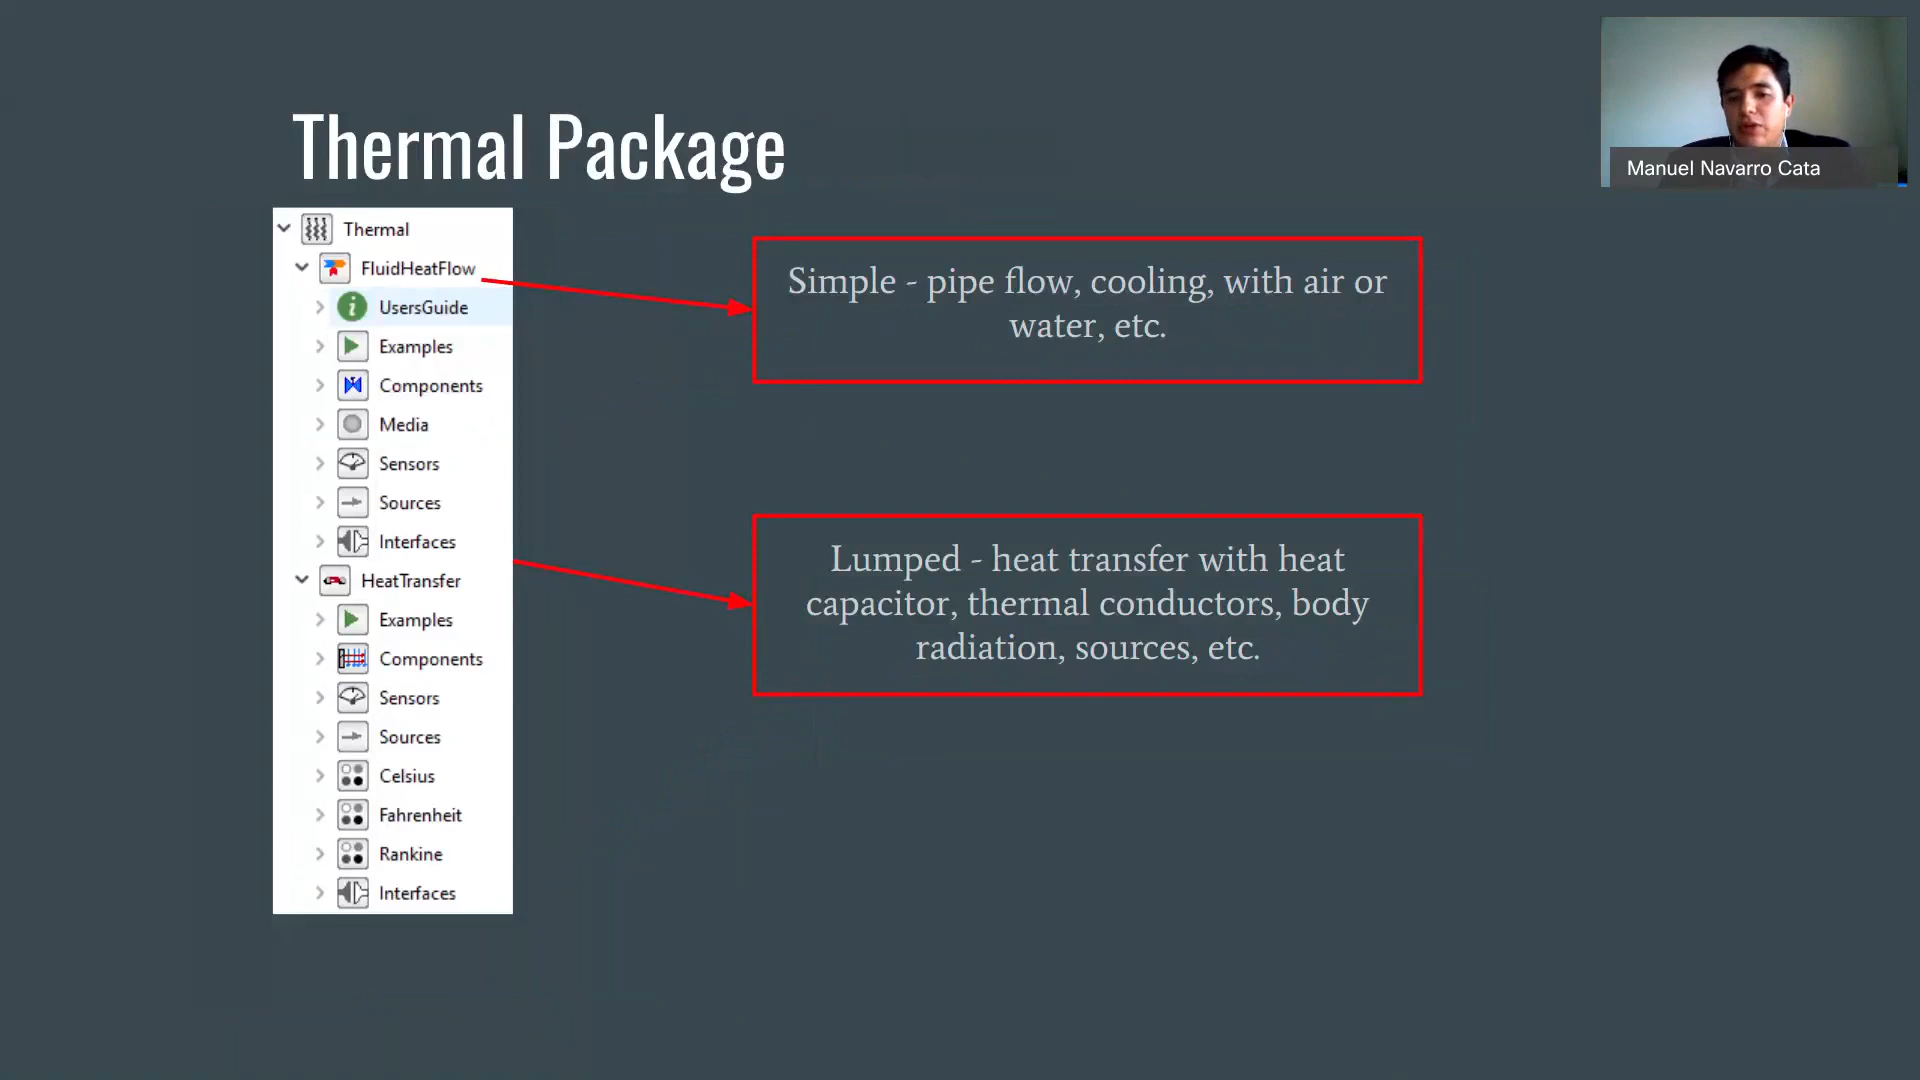 Thermal Package
Manuel Navarro Cata
Thermal
FluidHeatFlow
UsersGuide
Examples
Components
Media
Sensors
Sources
Interfaces
HeatTransfer
Examples
Components
Sensors
Sources
Celsius
Fahrenheit
Rankine
Interfaces
Simple - pipe flow, cooling, with air or
water, etc.
Lumped - heat transfer with heat
capacitor, thermal conductors, body
radiation, sources, etc.